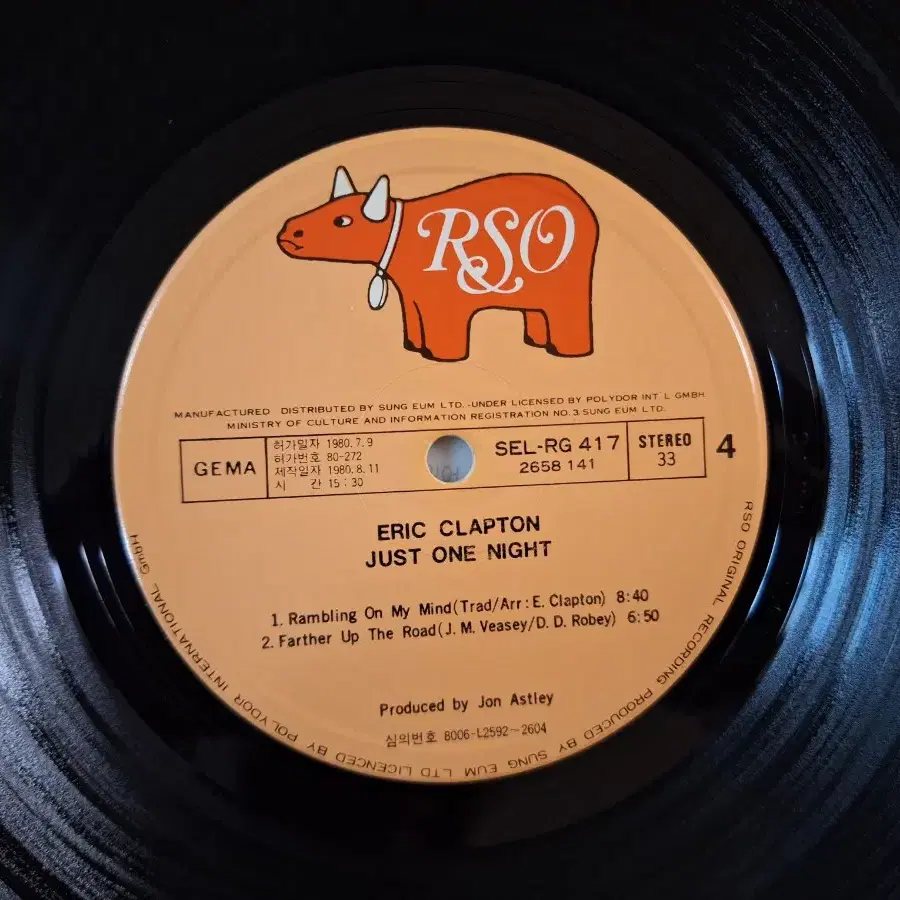 RSO
MANUFACTURED DISTRIBUTED BY SUNG EUM LTD.-UNDER LICENSED BY POLYDOR INT'L GMBH
MINISTRY OF CULTURE AND INFORMATION REGISTRATION NO.3.SUNG EUM LTD.
GEMA
허가일자 1980.7.9
허가번호 80-272
제작일자 1980.8.11
시 간 15:30
SEL-RG 417
2658 141
STEREO
33
4
ERIC CLAPTON
JUST ONE NIGHT
1. Rambling On My Mind(Trad/Arr:E. Clapton) 8:40
2. Farther Up The Road(J. M. Veasey/D. D. Robey) 6:50
Produced by Jon Astley
심의번호 8006-L2592~2604
RSO ORIGINAL RECORDING PRODUCED BY SUNG EUM LTD LICENCED BY POLYDOR INTERNATIONAL GmbH